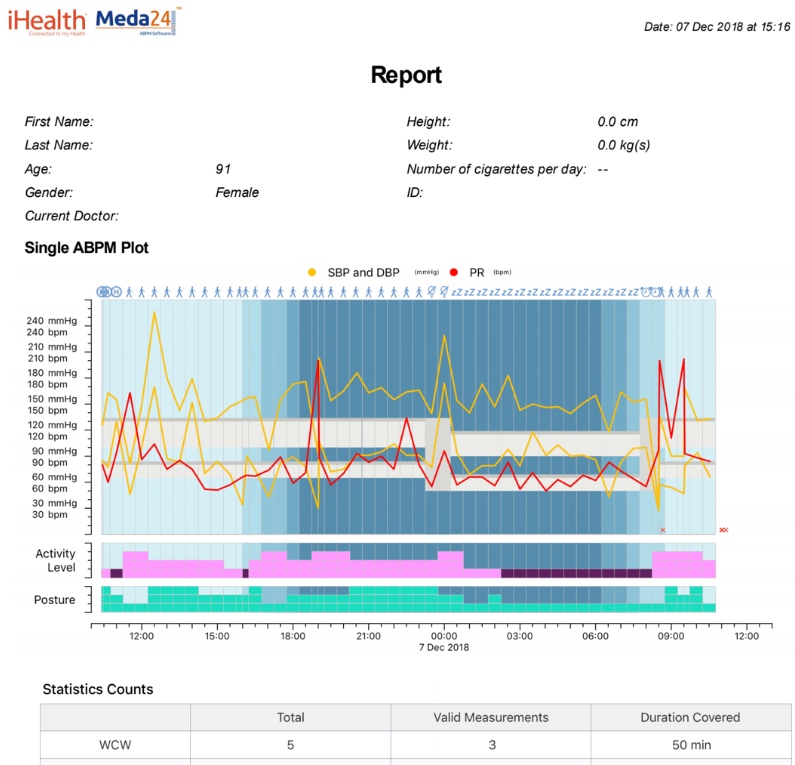 iHealth Meda24
Connected to my Health ABPM Software
Date: 07 Dec 2018 at 15:16
Report
First Name: Height: 0.0 cm
Last Name: Weight: 0.0 kg(s)
Age: 91 Number of cigarettes per day: --
Gender: Female ID:
Current Doctor:
Single ABPM Plot
SBP and DBP (mmHg) PR (bpm)
240 mmHg
240 bpm
210 mmHg
210 bpm
180 mmHg
180 bpm
150 mmHg
150 bpm
120 mmHg
120 bpm
90 mmHg
90 bpm
60 mmHg
60 bpm
30 mmHg
30 bpm
Activity
Level
Posture
12:00 15:00 18:00 21:00 00:00 03:00 06:00 09:00 12:00
7 Dec 2018
Statistics Counts
Total Valid Measurements Duration Covered
WCW 5 3 50 min